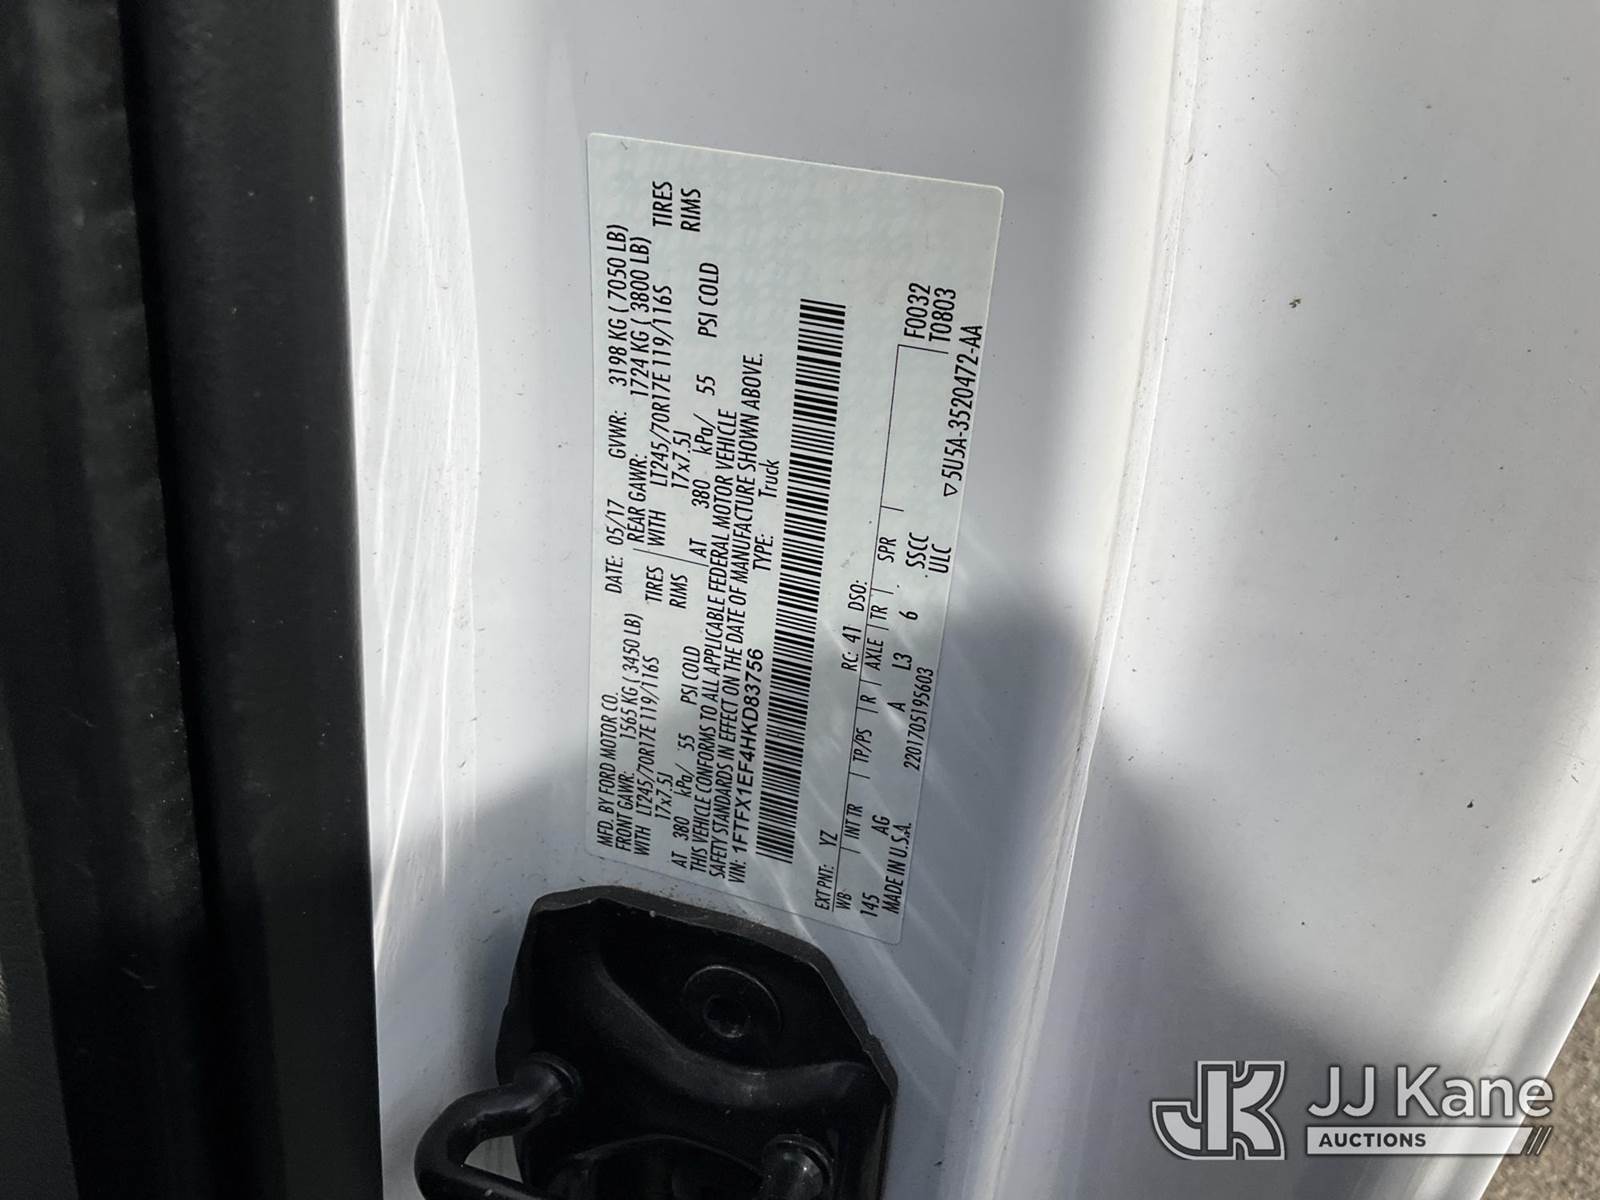 MFD. BY FORD MOTOR CO. DATE: 05/17 GVWR: 3198 KG ( 7050 LB)
FRONT GAWR: 1565 KG ( 3450 LB) REAR GAWR: 1724 KG ( 3800 LB)
WITH LT245/70R17E 119/116S TIRES WITH LT245/70R17E 119/116S TIRES
17x7.5J RIMS 17x7.5J RIMS
AT 380 kPa/ 55 PSI COLD AT 380 kPa/ 55 PSI COLD
THIS VEHICLE CONFORMS TO ALL APPLICABLE FEDERAL MOTOR VEHICLE
SAFETY STANDARDS IN EFFECT ON THE DATE OF MANUFACTURE SHOWN ABOVE.
VIN: 1FTFX1EF4HKD83756 TYPE: Truck
EXT PNT: YZ RC: 41 DSO: F0032
WB INT TR TP/PS R AXLE TR SPR T0803
145 AG A L3 6 SSCC
MADE IN U.S.A. 2201705195603 ULC
▽5U5A-3520472-AA
JK JJ Kane
AUCTIONS